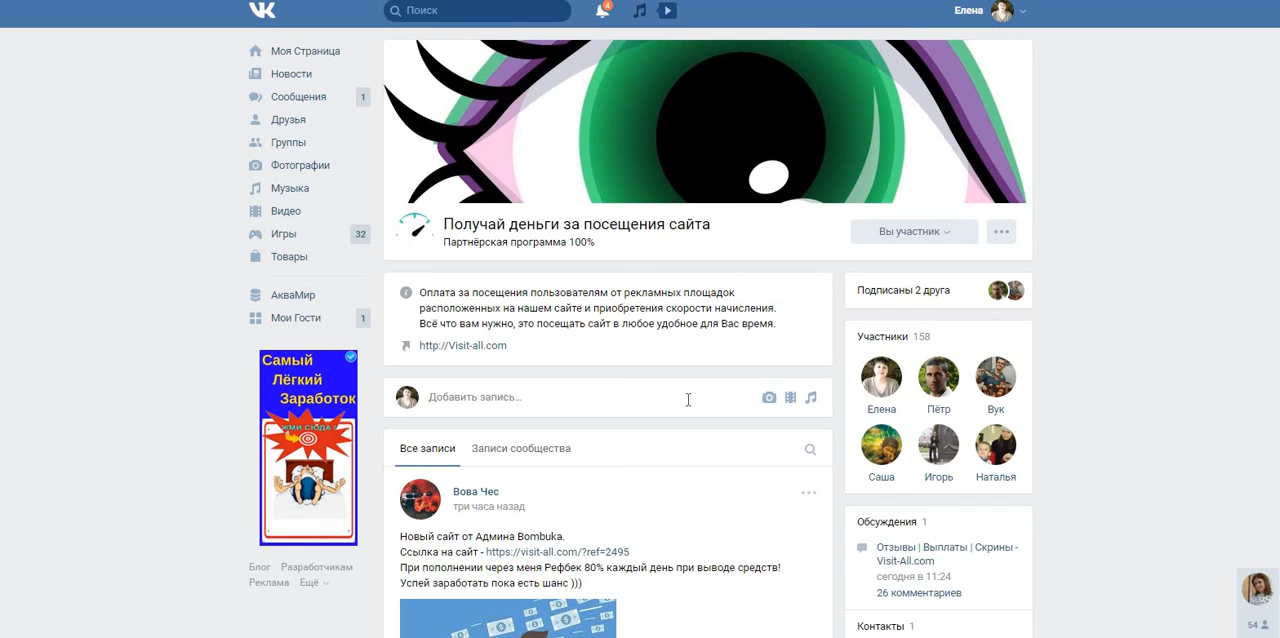 VK
Поиск
4
Елена
Моя Страница
Новости
Сообщения
1
Друзья
Группы
Фотографии
Музыка
Видео
Игры
32
Товары
АкваМир
Мои Гости
1
Самый
Лёгкий
Заработок
ЖМИ СЮДА !
Блог Разработчикам
Реклама Ещё
Получай деньги за посещения сайта
Партнёрская программа 100%
Вы участник
Оплата за посещения пользователям от рекламных площадок
расположенных на нашем сайте и приобретения скорости начисления.
Всё что вам нужно, это посещать сайт в любое удобное для Вас время.
http://Visit-all.com
Добавить запись...
Все записи Записи сообщества
Вова Чес
три часа назад
Новый сайт от Админа Bombuka.
Ссылка на сайт - https://visit-all.com/?ref=2495
При пополнении через меня Рефбек 80% каждый день при выводе средств!
Успей заработать пока есть шанс )))
Подписаны 2 друга
Участники 158
Елена Пётр Вук
Саша Игорь Наталья
Обсуждения 1
Отзывы | Выплаты | Скрины -
Visit-All.com
сегодня в 11:24
26 комментариев
Контакты 1
54